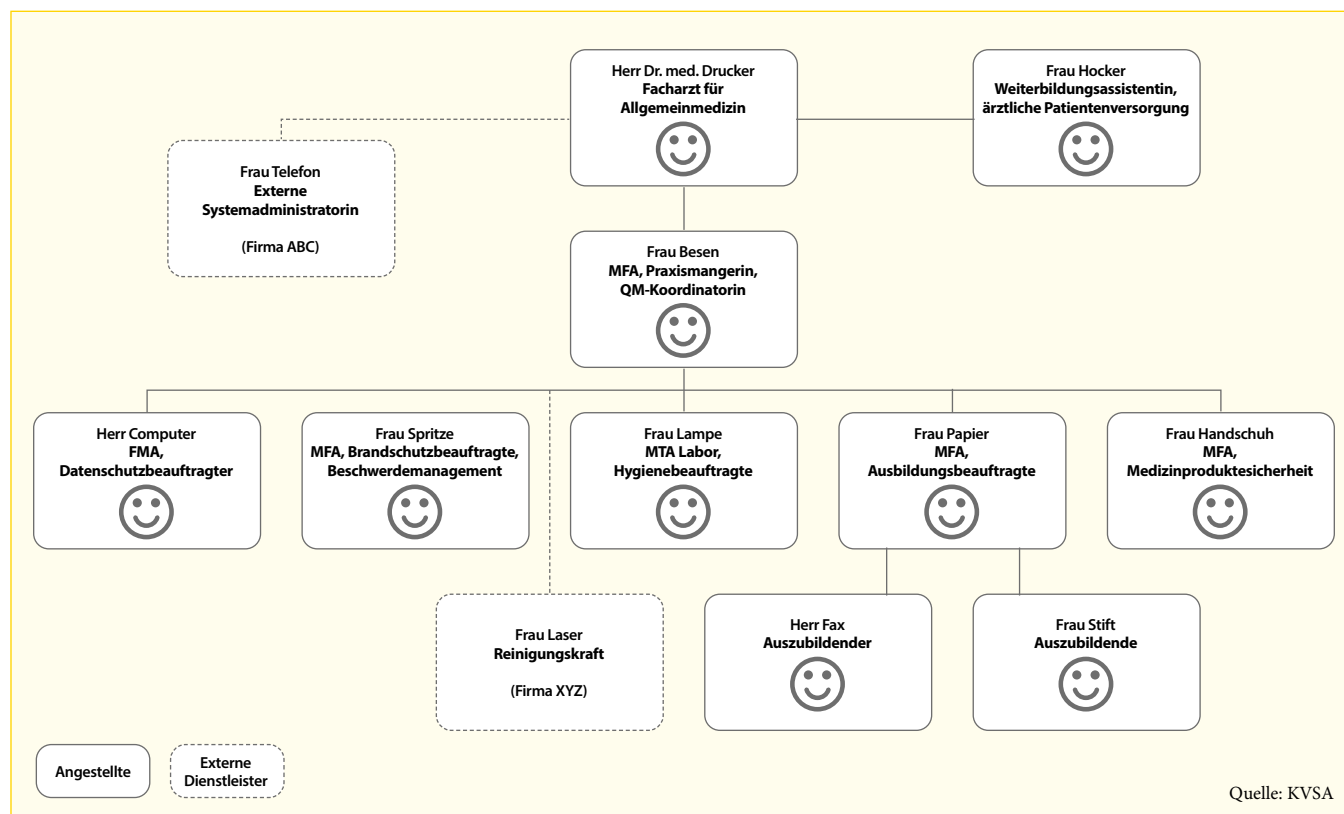 Herr Dr. med. Drucker
Facharzt für
Allgemeinmedizin
Frau Hocker
Weiterbildungsassistentin,
ärztliche Patientenversorgung
Frau Telefon
Externe
Systemadministratorin
(Firma ABC)
Frau Besen
MFA, Praxismangerin,
QM-Koordinatorin
Herr Computer
FMA,
Datenschutzbeauftragter
Frau Spritze
MFA, Brandschutzbeauftragte,
Beschwerdemanagement
Frau Lampe
MTA Labor,
Hygienebeauftragte
Frau Papier
MFA,
Ausbildungsbeauftragte
Frau Handschuh
MFA,
Medizinproduktesicherheit
Frau Laser
Reinigungskraft
(Firma XYZ)
Herr Fax
Auszubildender
Frau Stift
Auszubildende
Angestellte
Externe
Dienstleister
Quelle: KVSA